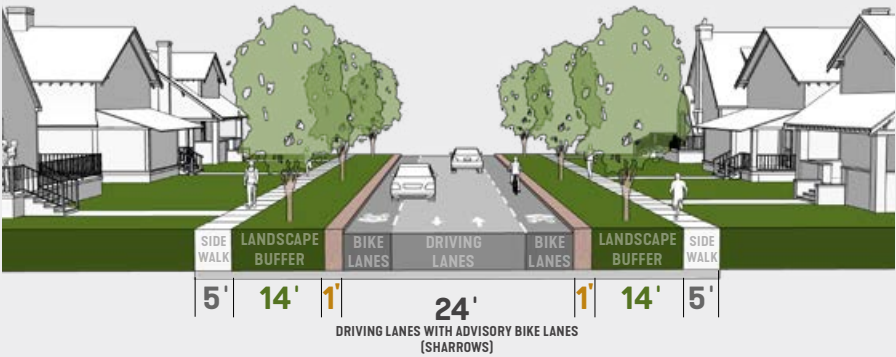 SIDE
WALK
LANDSCAPE
BUFFER
BIKE
LANES
DRIVING
LANES
BIKE
LANES
LANDSCAPE
BUFFER
SIDE
WALK
5' 14' 1' 24' 1' 14' 5'
DRIVING LANES WITH ADVISORY BIKE LANES
(SHARROWS)